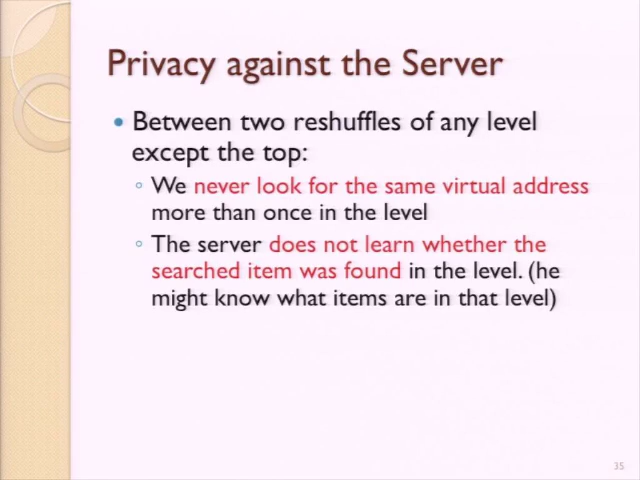 Privacy against the Server
• Between two reshuffles of any level
except the top:
◦ We never look for the same virtual address
more than once in the level
◦ The server does not learn whether the
searched item was found in the level. (he
might know what items are in that level)
35